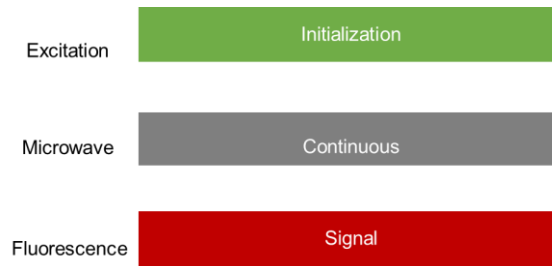 Excitation
Initialization
Microwave
Continuous
Fluorescence
Signal